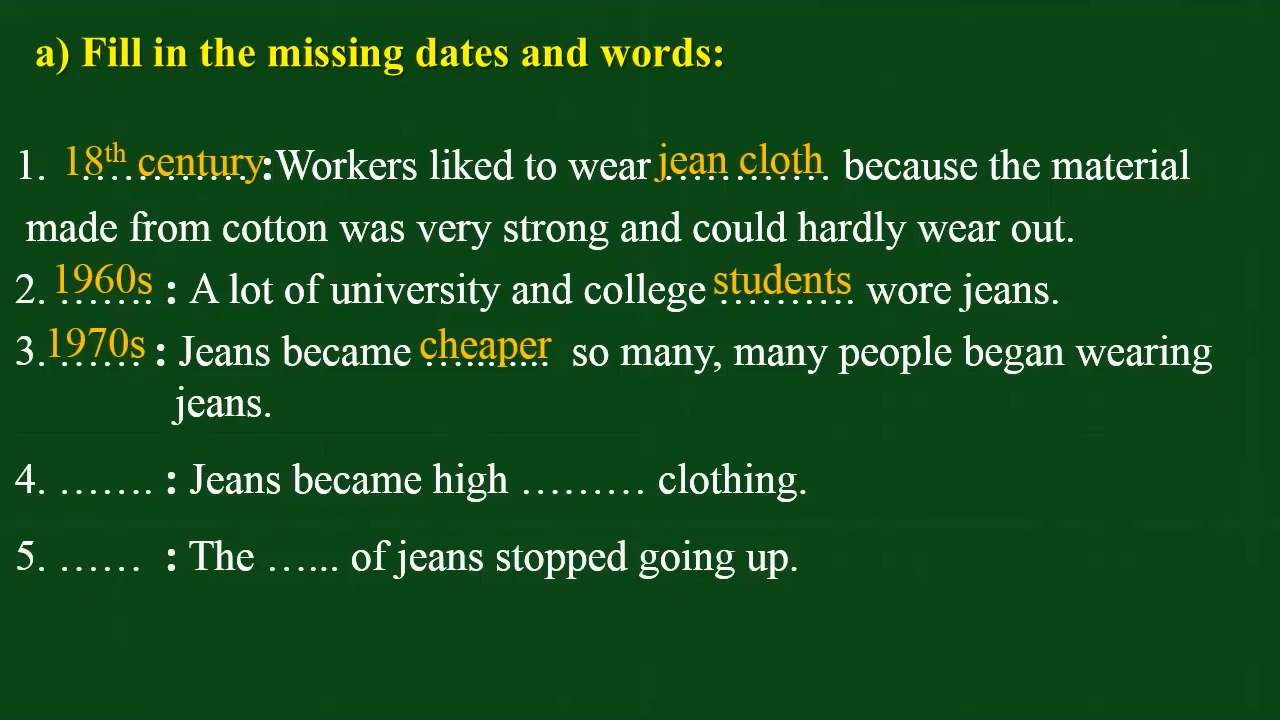 a) Fill in the missing dates and words:
1. 18th century : Workers liked to wear jean cloth because the material
made from cotton was very strong and could hardly wear out.
2. 1960s : A lot of university and college students wore jeans.
3. 1970s : Jeans became cheaper so many, many people began wearing
jeans.
4. ……. : Jeans became high ……… clothing.
5. …… : The …... of jeans stopped going up.